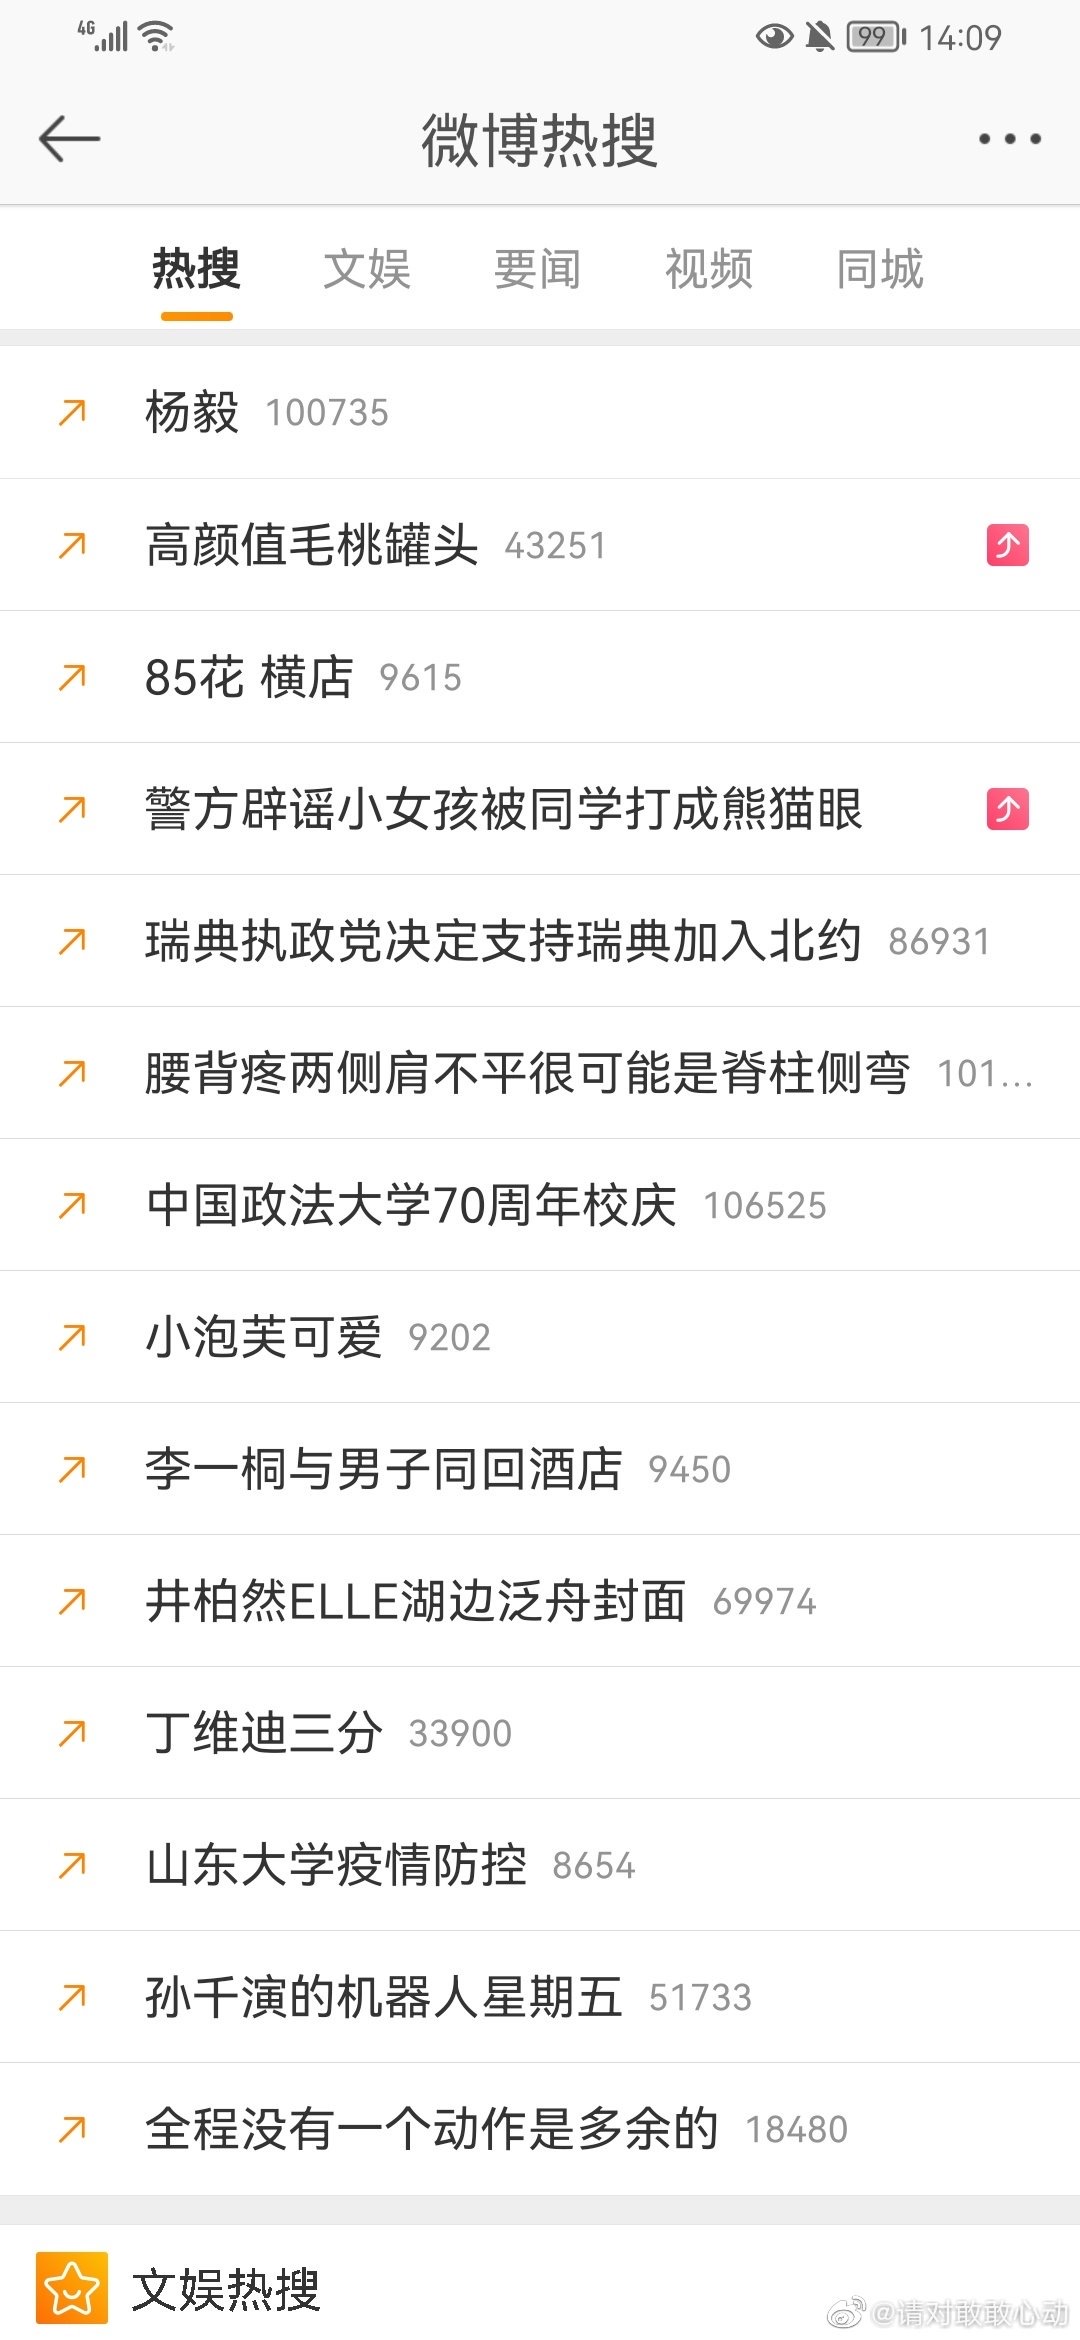 4G 99 14:09
微博热搜
热搜 文娱 要闻 视频 同城
杨毅 100735
高颜值毛桃罐头 43251
85花 横店 9615
警方辟谣小女孩被同学打成熊猫眼
瑞典执政党决定支持瑞典加入北约 86931
腰背疼两侧肩不平很可能是脊柱侧弯 101...
中国政法大学70周年校庆 106525
小泡芙可爱 9202
李一桐与男子同回酒店 9450
井柏然ELLE湖边泛舟封面 69974
丁维迪三分 33900
山东大学疫情防控 8654
孙千演的机器人星期五 51733
全程没有一个动作是多余的 18480
文娱热搜
@请对敢敢心动